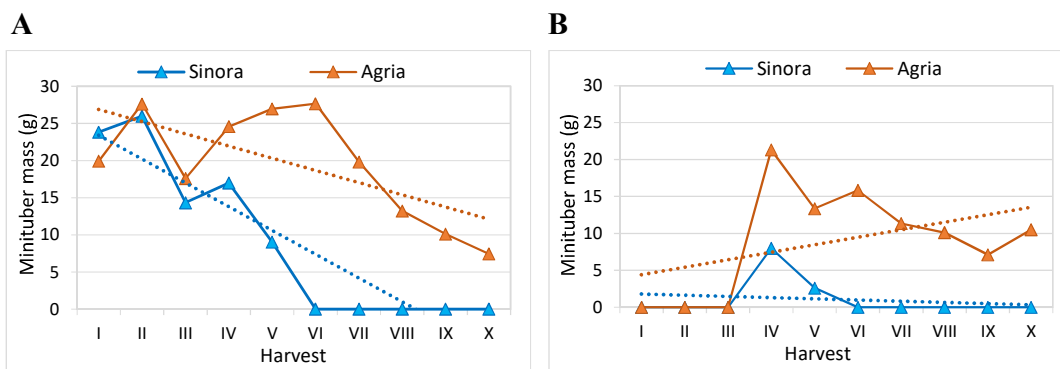 A
Sinora Agria
30
25
20
15
10
5
0
Minituber mass (g)
I II III IV V VI VII VIII IX X
Harvest
B
Sinora Agria
30
25
20
15
10
5
0
Minituber mass (g)
I II III IV V VI VII VIII IX X
Harvest